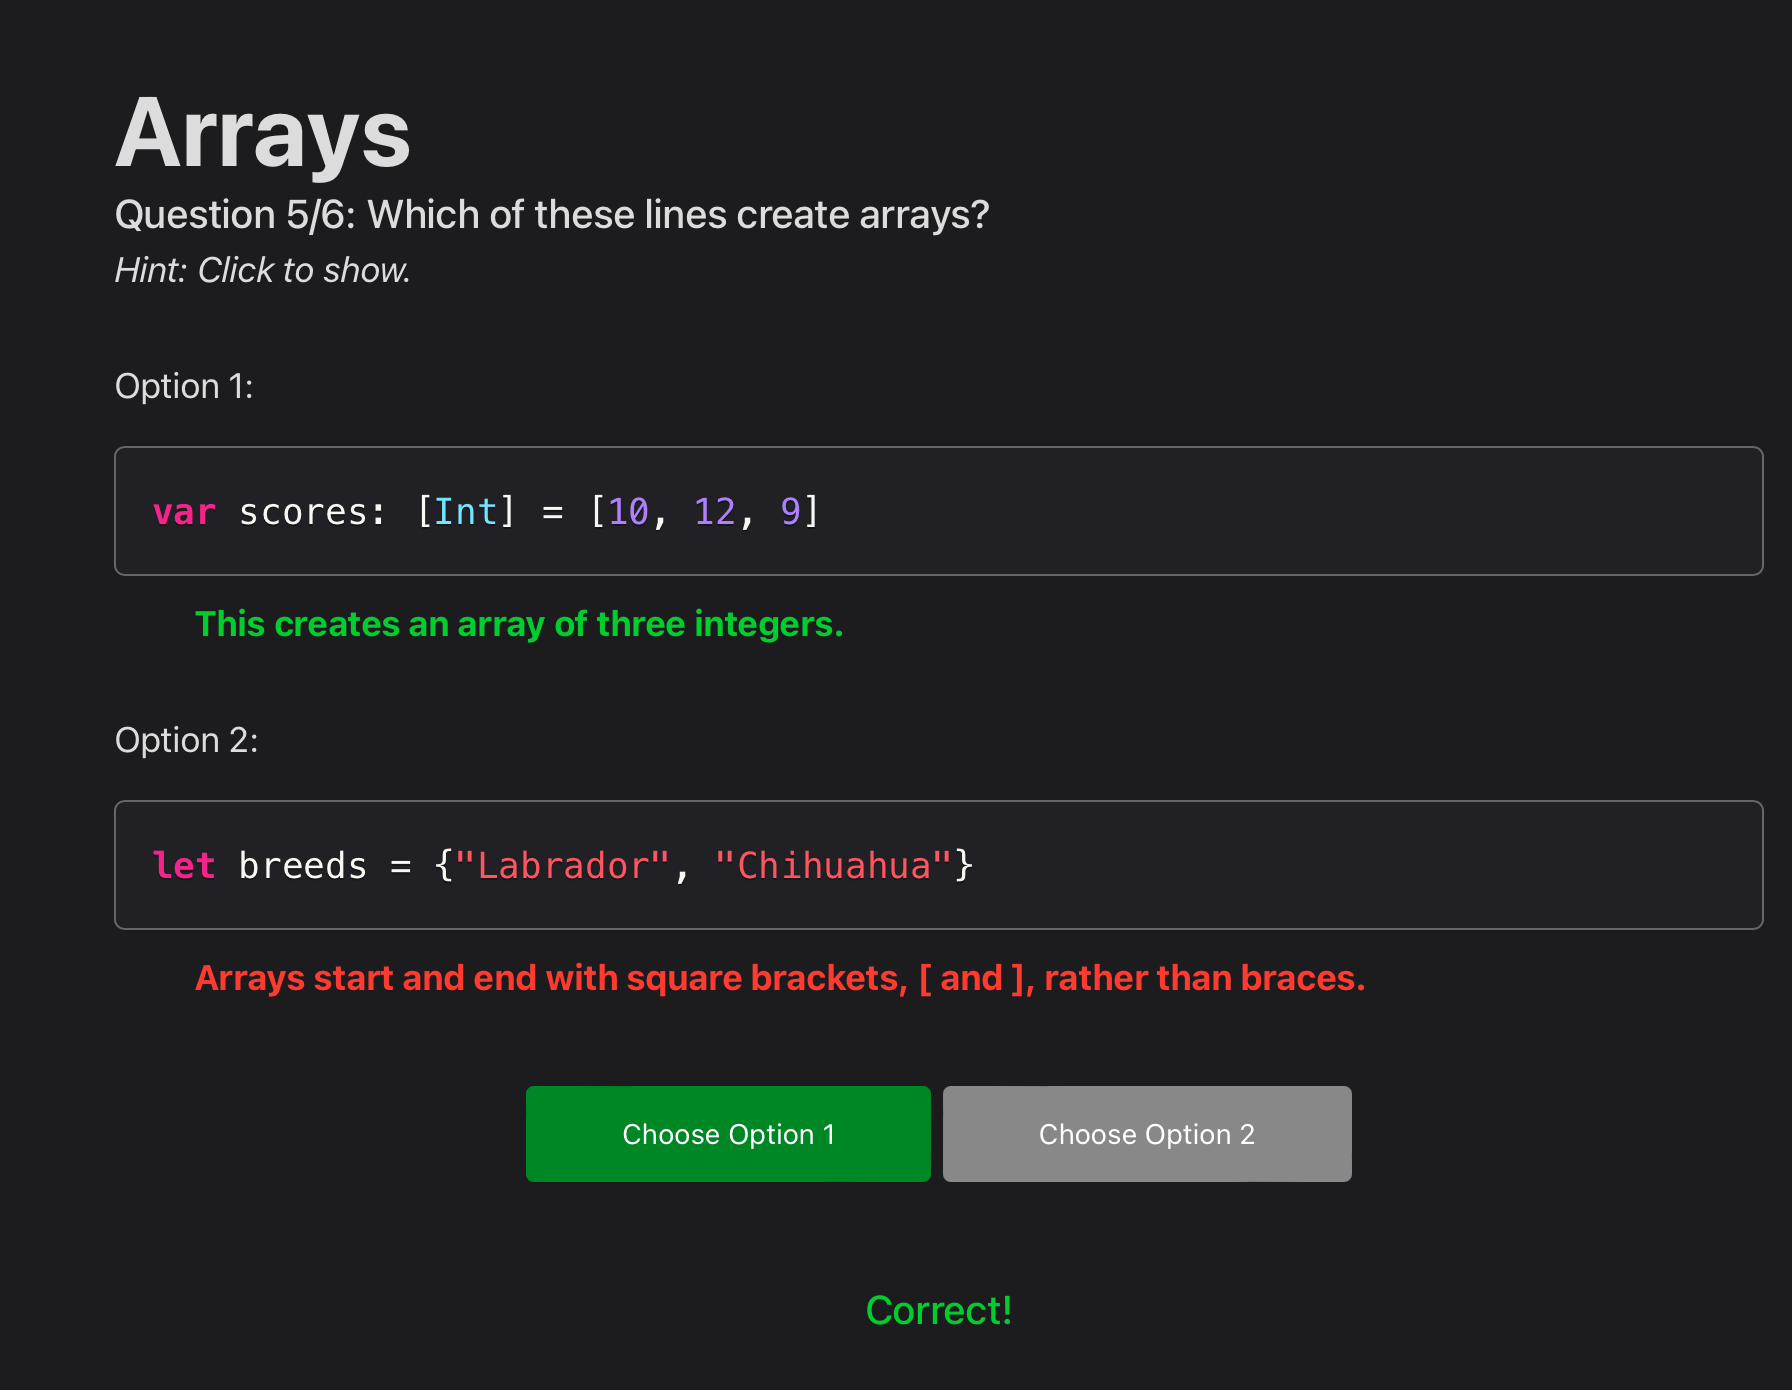 Arrays
Question 5/6: Which of these lines create arrays?
Hint: Click to show.
Option 1:
var scores: [Int] = [10, 12, 9]
This creates an array of three integers.
Option 2:
let breeds = {"Labrador", "Chihuahua"}
Arrays start and end with square brackets, [ and ], rather than braces.
Choose Option 1
Choose Option 2
Correct!